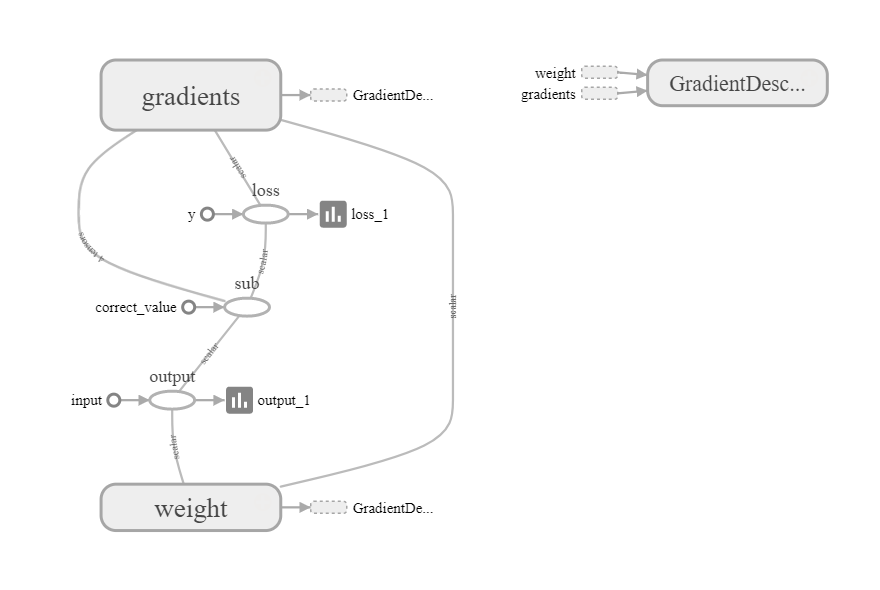 gradients
GradientDe...
weight
gradients
GradientDesc...
scalar
loss
y
loss_1
4 tensors
scalar
sub
correct_value
scalar
scalar
output
input
output_1
scalar
weight
GradientDe...